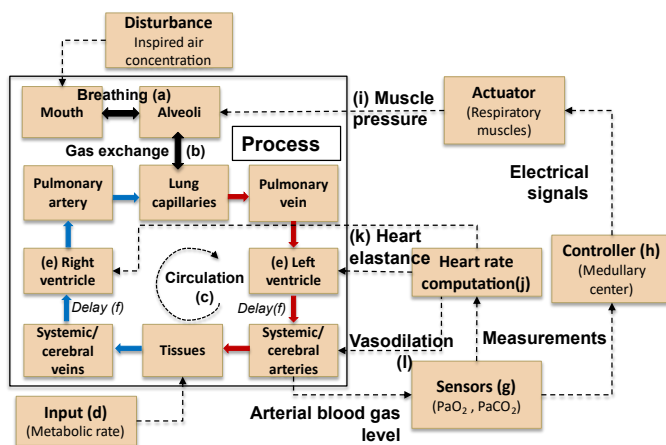 Disturbance
Inspired air
concentration
Breathing (a)
Mouth
Alveoli
(i) Muscle
pressure
Actuator
(Respiratory
muscles)
Gas exchange
(b)
Process
Pulmonary
artery
Lung
capillaries
Pulmonary
vein
Electrical
signals
(k) Heart
elastance
(e) Right
ventricle
Circulation
(c)
(e) Left
ventricle
Heart rate
computation(j)
Controller (h)
(Medullary
center)
Delay (f)
Delay(f)
Systemic/
cerebral
veins
Tissues
Systemic/
cerebral
arteries
Vasodilation
(l)
Measurements
Sensors (g)
(PaO2 , PaCO2)
Input (d)
(Metabolic rate)
Arterial blood gas
level